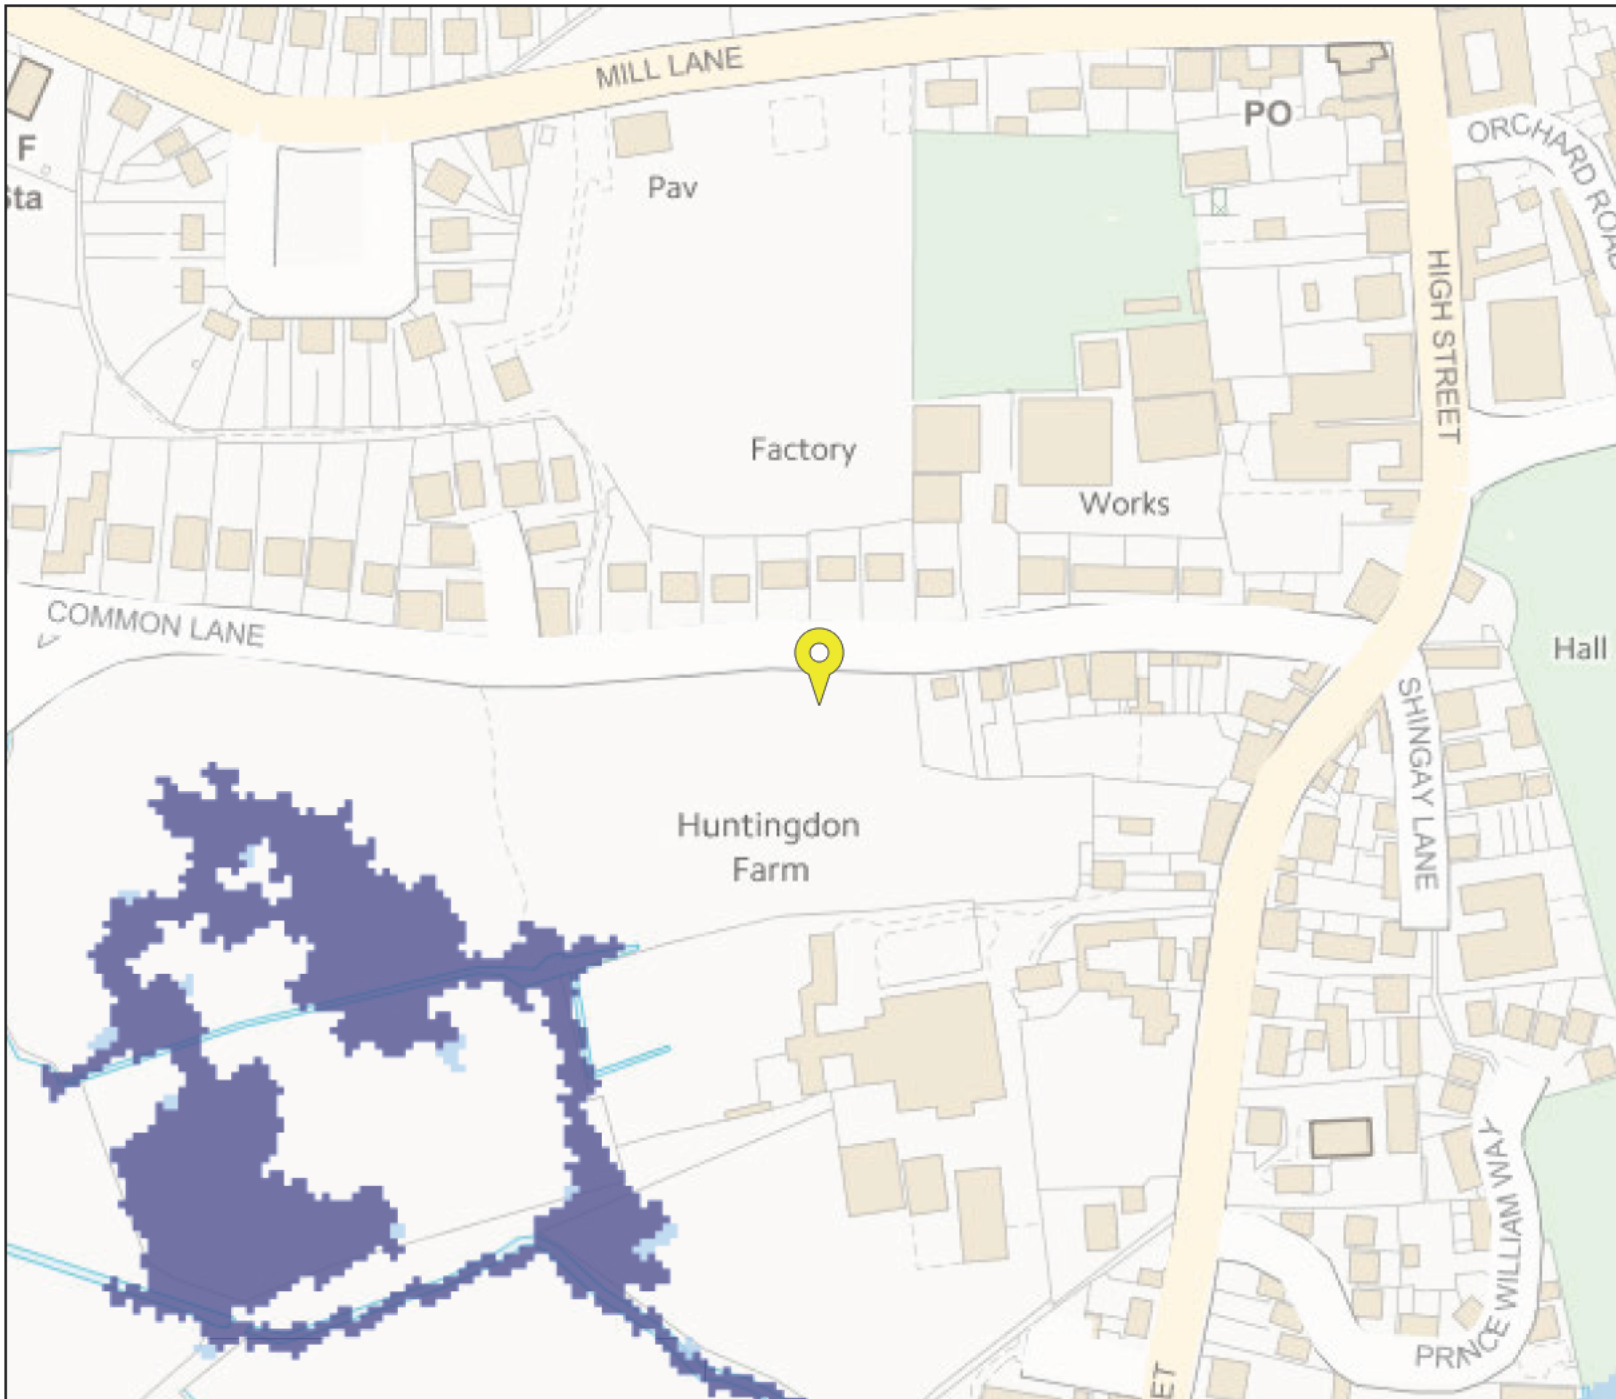 MILL LANE
PO
ORCHARD ROAD
F
Sta
Pav
HIGH STREET
Factory
Works
COMMON LANE
Hall
SHINGAY LANE
Huntingdon
Farm
PRINCE WILLIAM WAY
ET